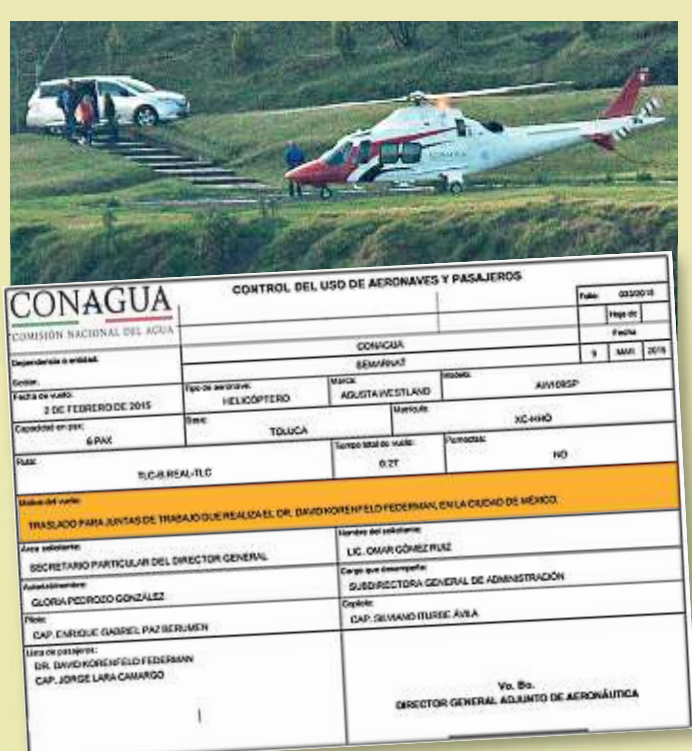 CONAGUA
CONAGUA
COMISIÓN NACIONAL DEL AGUA
CONTROL DEL USO DE AERONAVES Y PASAJEROS
Folio:
Hoja de
Fecha
9 MAR 2015
Dependencia o entidad:
CONAGUA
Sector:
SEMARNAT
Fecha de vuelo:
2 DE FEBRERO DE 2015
Tipo de aeronave:
HELICÓPTERO
Marca:
AGUSTA WESTLAND
Modelo:
AW109SP
Capacidad en pax:
6 PAX
Base:
TOLUCA
Matrícula:
XC-HHO
Ruta:
TLC-B.REAL-TLC
Tiempo total de vuelo:
Pernoctas:
NO
Motivo del vuelo:
TRASLADO PARA JUNTAS DE TRABAJO QUE REALIZA EL DR. DAVID KORENFELD FEDERMAN, EN LA CIUDAD DE MÉXICO.
Área solicitante:
SECRETARIO PARTICULAR DEL DIRECTOR GENERAL
Nombre del solicitante:
LIC. OMAR GÓMEZ RUIZ
GLORIA PEDROZO GONZÁLEZ
Cargo que desempeña:
SUBDIRECTORA GENERAL DE ADMINISTRACIÓN
Piloto:
CAP. ENRIQUE GABRIEL PAZ BERUMEN
Copiloto:
CAP. SILVIANO ITURBE ÁVILA
Lista de pasajeros:
DR. DAVID KORENFELD FEDERMAN
CAP. JORGE LARA CAMARGO
Vo. Bo.
DIRECTOR GENERAL ADJUNTO DE AERONÁUTICA